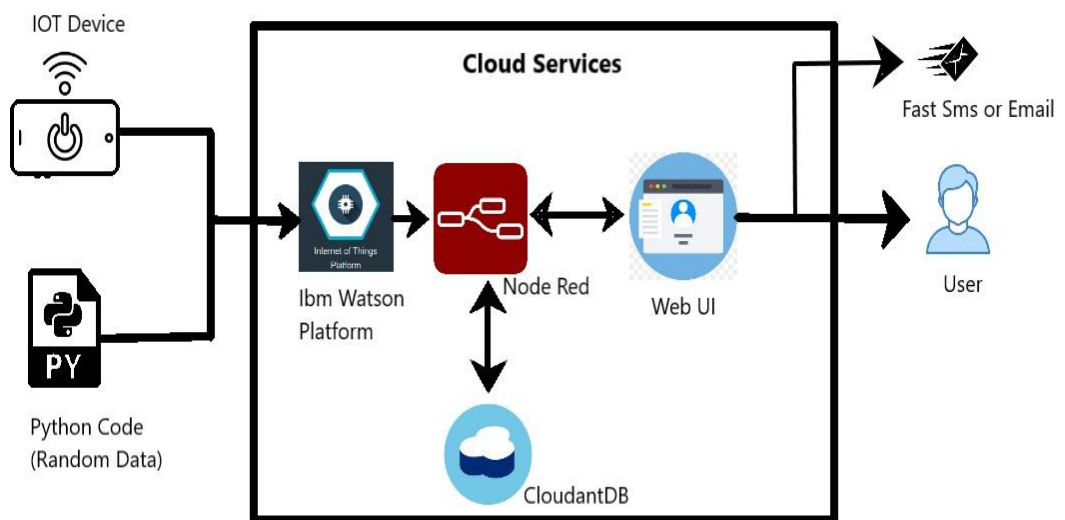 IOT Device
Cloud Services
Fast Sms or Email
Internet of Things
Platform
Ibm Watson
Platform
Node Red
Web UI
User
PY
Python Code
(Random Data)
CloudantDB